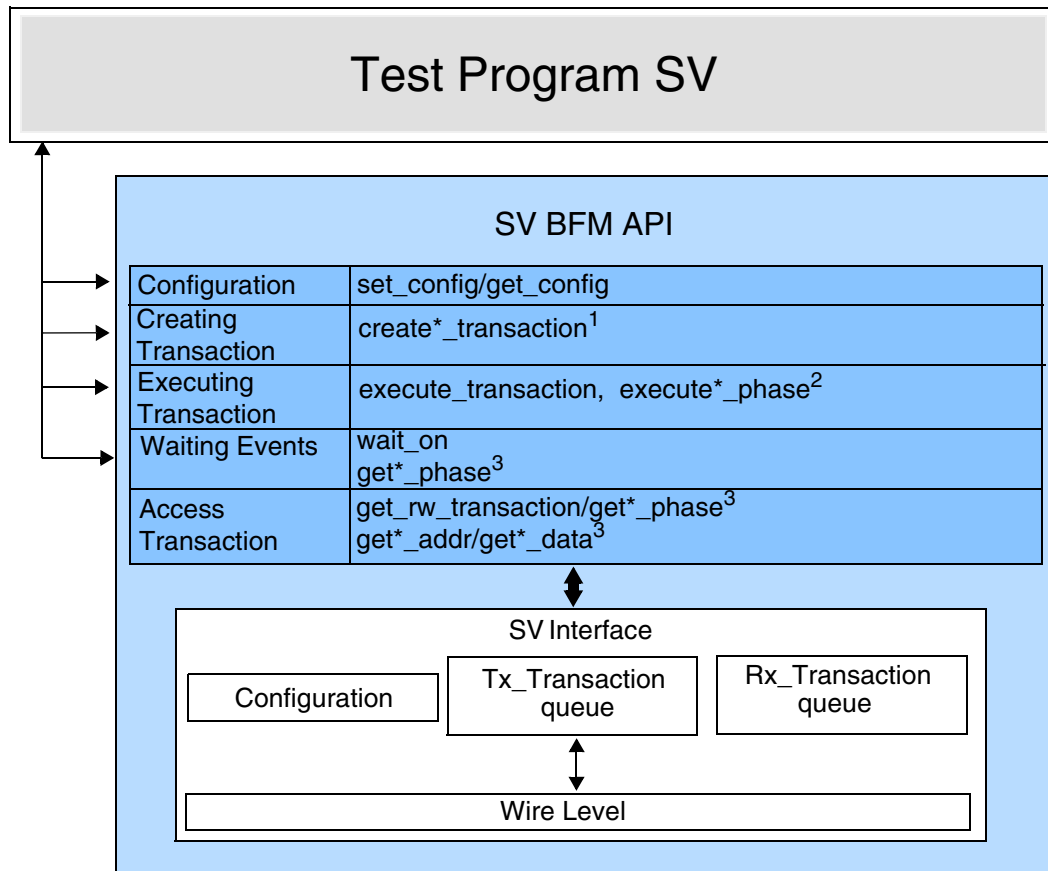 Test Program SV
SV BFM API
Configuration
set_config/get_config
Creating
Transaction
create*_transaction1
Executing
Transaction
execute_transaction, execute*_phase2
Waiting Events
wait_on
get*_phase3
Access
Transaction
get_rw_transaction/get*_phase3
get*_addr/get*_data3
SV Interface
Configuration
Tx_Transaction
queue
Rx_Transaction
queue
Wire Level